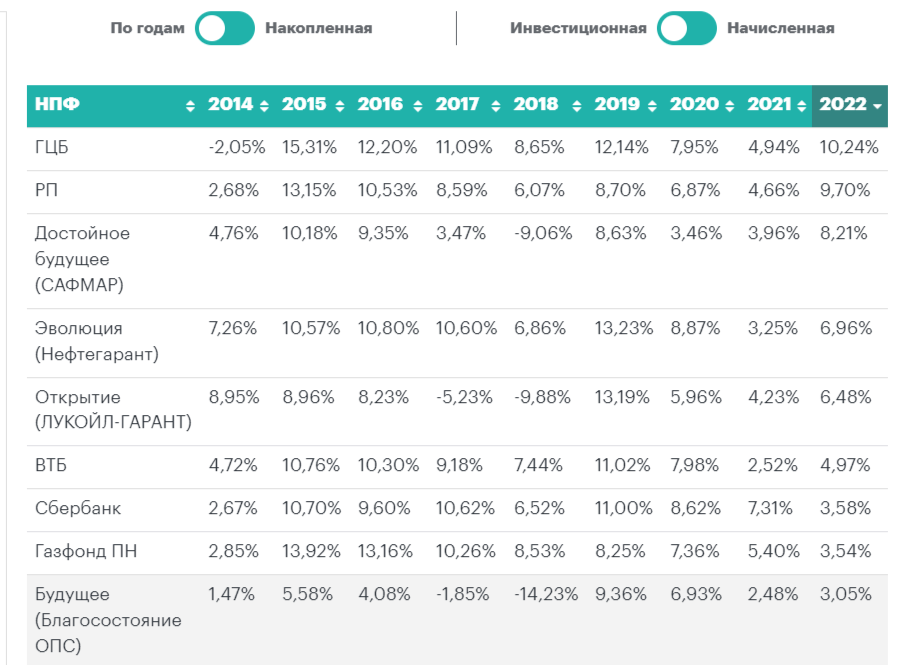 По годам Накопленная Инвестиционная Начисленная
НПФ 2014 2015 2016 2017 2018 2019 2020 2021 2022
ГЦБ -2,05% 15,31% 12,20% 11,09% 8,65% 12,14% 7,95% 4,94% 10,24%
РП 2,68% 13,15% 10,53% 8,59% 6,07% 8,70% 6,87% 4,66% 9,70%
Достойное 4,76% 10,18% 9,35% 3,47% -9,06% 8,63% 3,46% 3,96% 8,21%
будущее
(САФМАР)
Эволюция 7,26% 10,57% 10,80% 10,60% 6,86% 13,23% 8,87% 3,25% 6,96%
(Нефтегарант)
Открытие 8,95% 8,96% 8,23% -5,23% -9,88% 13,19% 5,96% 4,23% 6,48%
(ЛУКОЙЛ-ГАРАНТ)
ВТБ 4,72% 10,76% 10,30% 9,18% 7,44% 11,02% 7,98% 2,52% 4,97%
Сбербанк 2,67% 10,70% 9,60% 10,62% 6,52% 11,00% 8,62% 7,31% 3,58%
Газфонд ПН 2,85% 13,92% 13,16% 10,26% 8,53% 8,25% 7,36% 5,40% 3,54%
Будущее 1,47% 5,58% 4,08% -1,85% -14,23% 9,36% 6,93% 2,48% 3,05%
(Благосостояние
ОПС)